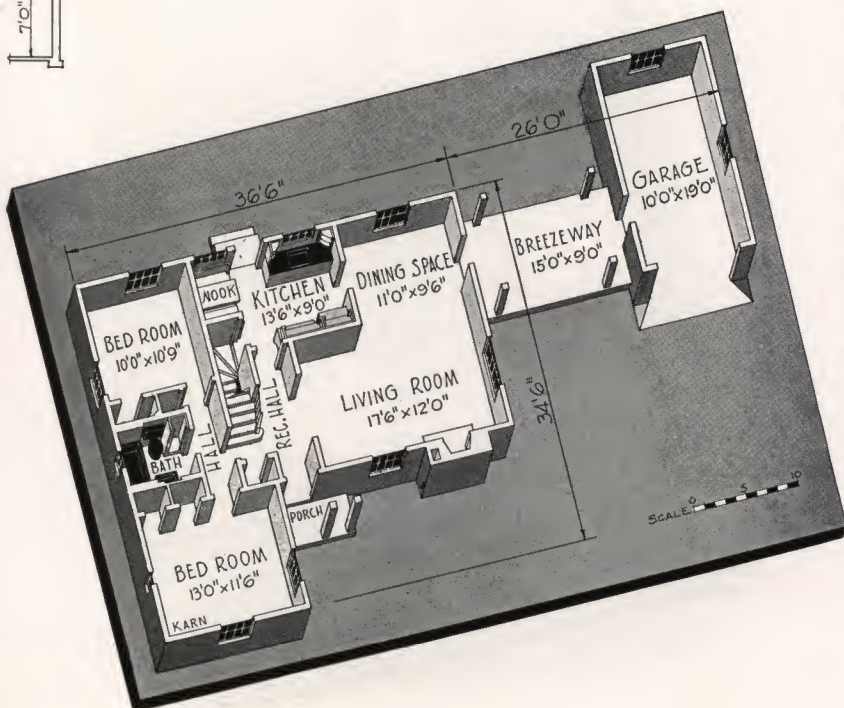 7'0"
36'6"
26'0"
GARAGE
10'0"x19'0"
BREEZEWAY
15'0"x9'0"
DINING SPACE
11'0"x9'6"
KITCHEN
13'6"x9'0"
NOOK
BED ROOM
10'0"x10'9"
LIVING ROOM
17'6"x12'0"
34'6"
REC. HALL
HALL
BATH
PORCH
BED ROOM
13'0"x11'6"
KARN
SCALE 0 5 10